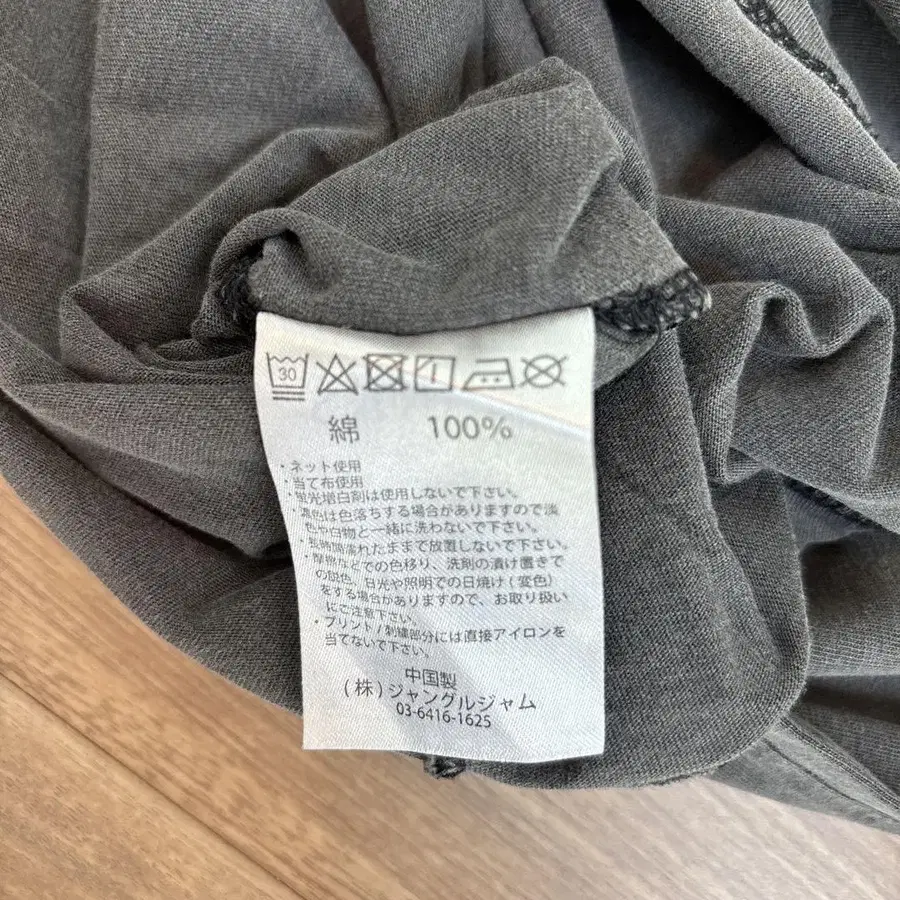 30
綿 100%
・ネット使用
・当て布使用
・蛍光増白剤は使用しないで下さい。
・濃色は色落ちする場合がありますので淡
色や白物と一緒に洗わないで下さい。
・長時間濡れたままで放置しないで下さい。
・摩擦などでの色移り、洗剤の漬け置きで
の脱色、日光や照明での日焼け(変色)
をする場合がありますので、お取り扱い
にご注意下さい。
・プリント/刺繍部分には直接アイロンを
当てないで下さい。
中国製
(株)ジャングルジャム
03-6416-1625